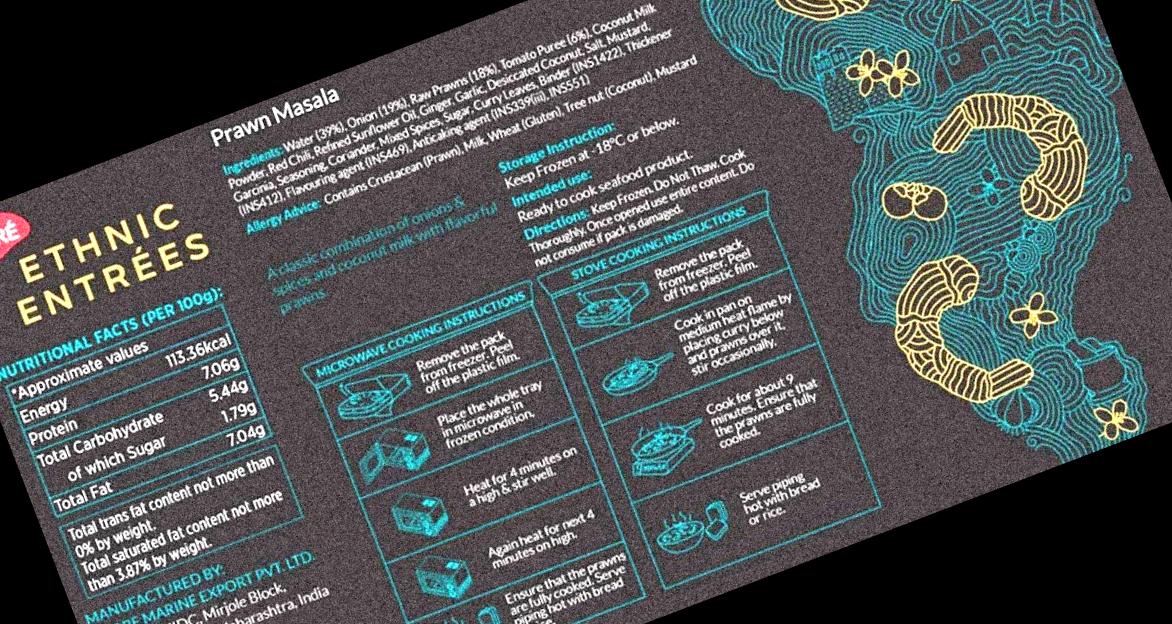 Prawn Masala
Ingredients: Water (39%), Onion (19%), Raw Prawns (18%), Tomato Puree (6%), Coconut Milk
Powder, Red Chili, Refined Sunflower Oil, Ginger, Garlic, Desiccated Coconut, Salt, Mustard,
Garcinia, Seasoning, Coriander, Mixed Spices, Sugar, Curry Leaves, Binder (INS1422), Thickener
(INS412), Flavouring agent (INS469), Anticaking agent (INS339(iii), INS551)
Allergy Advice: Contains Crustacean (Prawn), Milk, Wheat (Gluten), Tree nut (Coconut), Mustard
RÉ
ETHNIC
ENTRÉES
A classic combination of onions &
spices and coconut milk with flavorful
prawns
Storage Instruction:
Keep Frozen at -18°C or below.
Intended use:
Ready to cook seafood product.
Directions: Keep Frozen. Do Not Thaw. Cook
Thoroughly. Once opened use entire content. Do
not consume if pack is damaged.
NUTRITIONAL FACTS (PER 100g):
*Approximate values
Energy 113.36kcal
Protein 7.06g
Total Carbohydrate 5.44g
of which Sugar 1.79g
Total Fat 7.04g
Total trans fat content not more than
0% by weight.
Total saturated fat content not more
than 3.87% by weight.
MANUFACTURED BY:
RE MARINE EXPORT PVT. LTD.
IDC, Mirjole Block,
aharashtra, India
MICROWAVE COOKING INSTRUCTIONS
Remove the pack
from freezer. Peel
off the plastic film.
Place the whole tray
in microwave in
frozen condition.
Heat for 4 minutes on
a high & stir well.
Again heat for next 4
minutes on high.
Ensure that the prawns
are fully cooked. Serve
piping hot with bread
STOVE COOKING INSTRUCTIONS
Remove the pack
from freezer. Peel
off the plastic film.
Cook in pan on
medium heat flame by
placing curry below
and prawns over it,
stir occasionally.
Cook for about 9
minutes. Ensure that
the prawns are fully
cooked.
Serve piping
hot with bread
or rice.